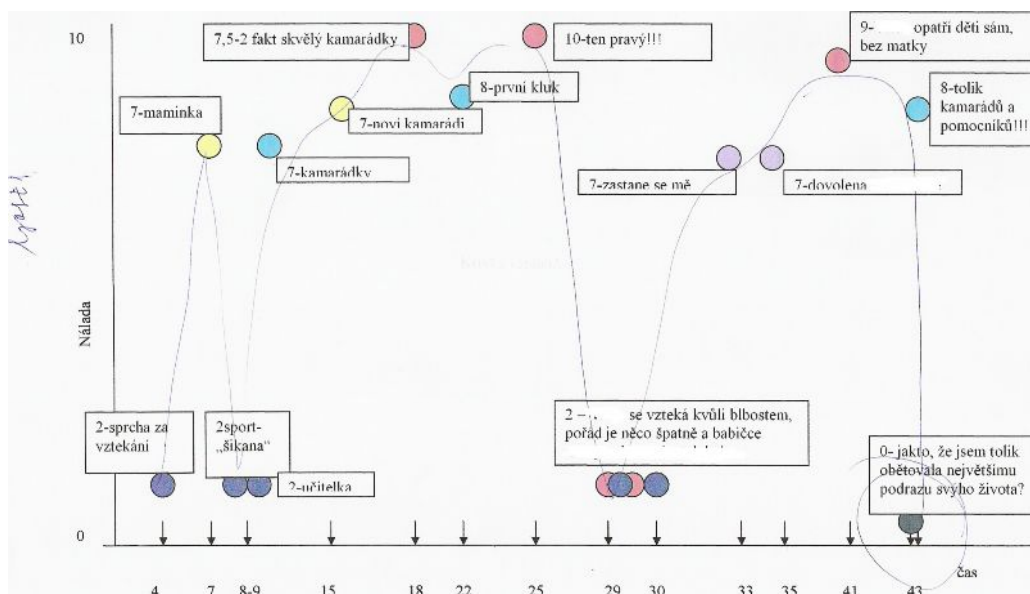 10
7,5-2 fakt skvělý kamarádky
10-ten pravý!!!
9- opatří děti sám,
bez matky
8-první kluk
8-tolik
kamarádů a
pomocníků!!!
7-maminka
7-noví kamarádi
7-kamarádky
7-zastane se mě
7-dovolena
Nálada
2-sprcha za
vztekání
2sport-
„šikana“
2-učitelka
2 – se vzteká kvůli blbostem,
pořád je něco špatně a babičce
0- jakto, že jsem tolik
obětovala největšímu
podrazu svýho života?
0
čas
4 7 8-9 15 18 22 25 29 30 33 35 41 43